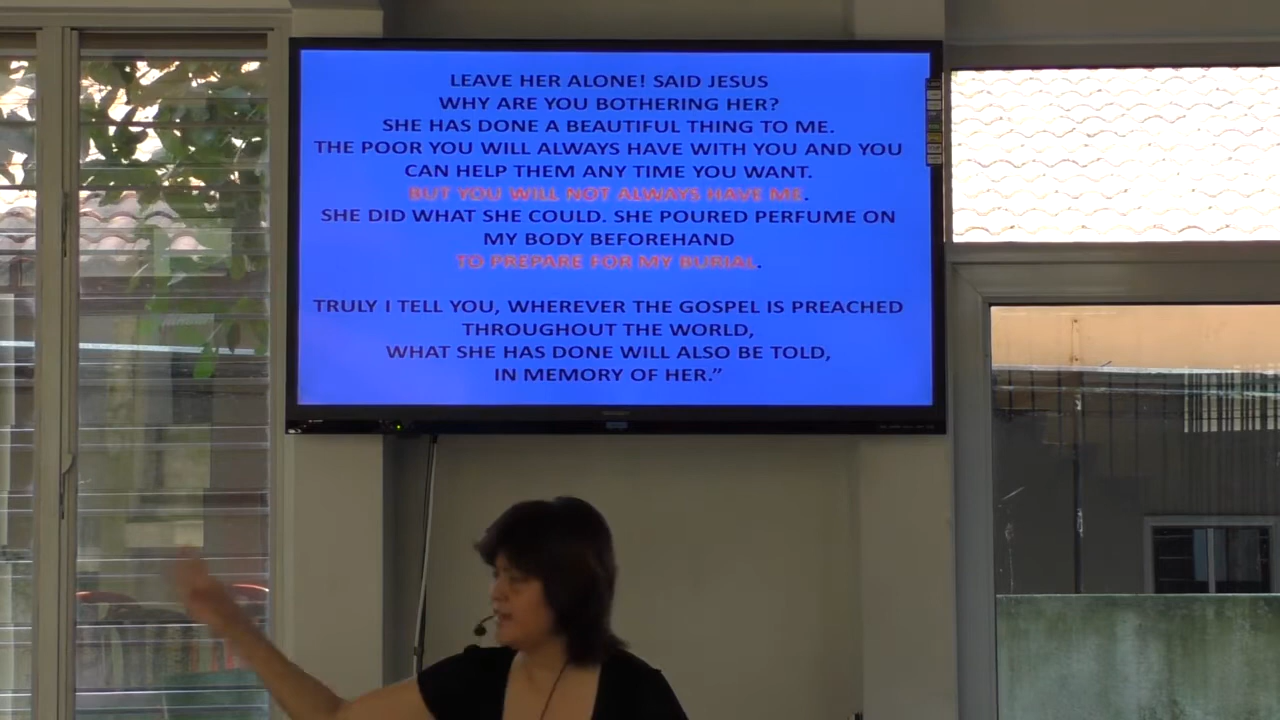 LEAVE HER ALONE! SAID JESUS
WHY ARE YOU BOTHERING HER?
SHE HAS DONE A BEAUTIFUL THING TO ME.
THE POOR YOU WILL ALWAYS HAVE WITH YOU AND YOU
CAN HELP THEM ANY TIME YOU WANT.
BUT YOU WILL NOT ALWAYS HAVE ME.
SHE DID WHAT SHE COULD. SHE POURED PERFUME ON
MY BODY BEFOREHAND
TO PREPARE FOR MY BURIAL.
TRULY I TELL YOU, WHEREVER THE GOSPEL IS PREACHED
THROUGHOUT THE WORLD,
WHAT SHE HAS DONE WILL ALSO BE TOLD,
IN MEMORY OF HER.”